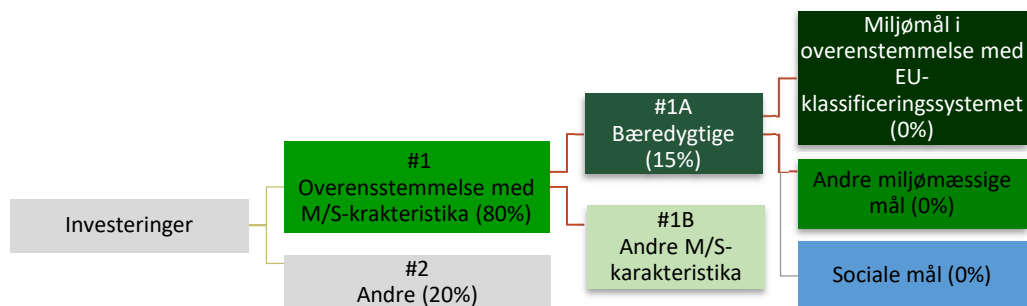 Investeringer
#1
Overensstemmelse med
M/S-krakteristika (80%)
#2
Andre (20%)
#1A
Bæredygtige
(15%)
#1B
Andre M/S-
karakteristika
Miljømål i
overenstemmelse med
EU-
klassificeringssystemet
(0%)
Andre miljømæssige
mål (0%)
Sociale mål (0%)